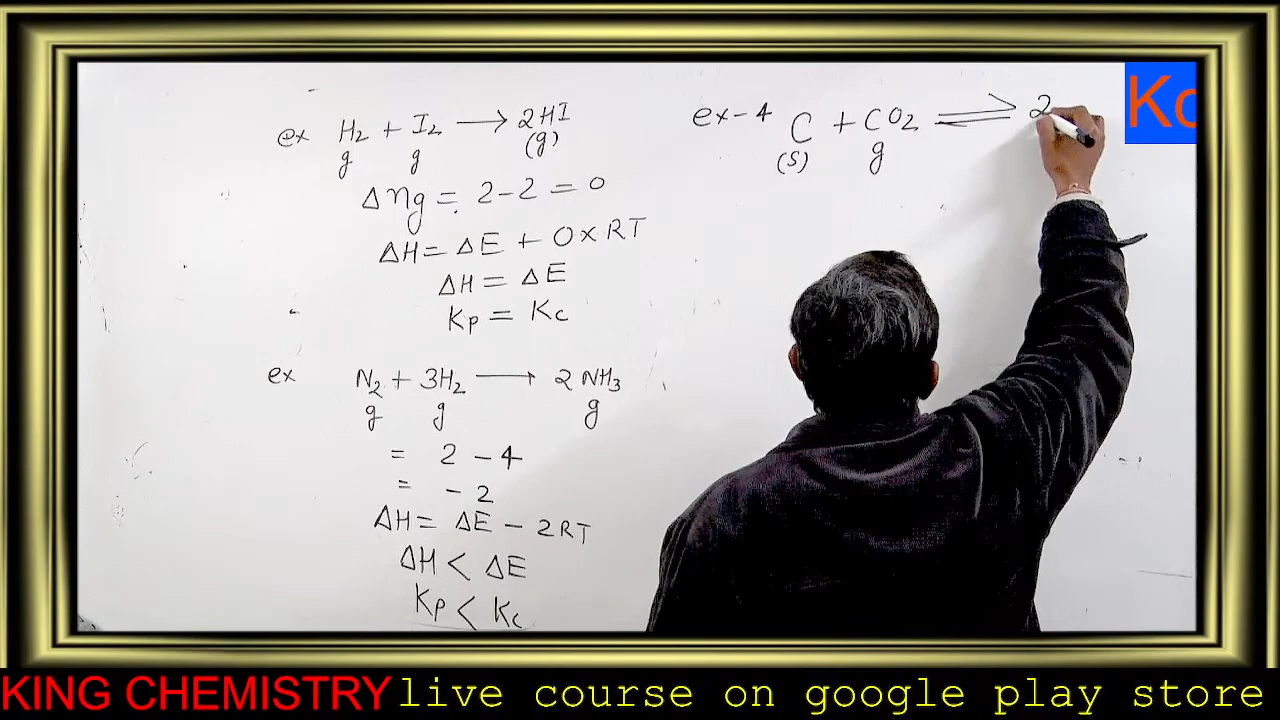 ex H2 + I2 ⟶ 2HI
g g (g)
Δng = 2-2 = 0
ΔH = ΔE + 0×RT
ΔH = ΔE
Kp = Kc
ex N2 + 3H2 ⟶ 2NH3
g g g
= 2 - 4
= - 2
ΔH = ΔE - 2RT
ΔH < ΔE
Kp < Kc
ex-4 C + CO2 ⇌ 2
(s) g
KING CHEMISTRY live course on google play store